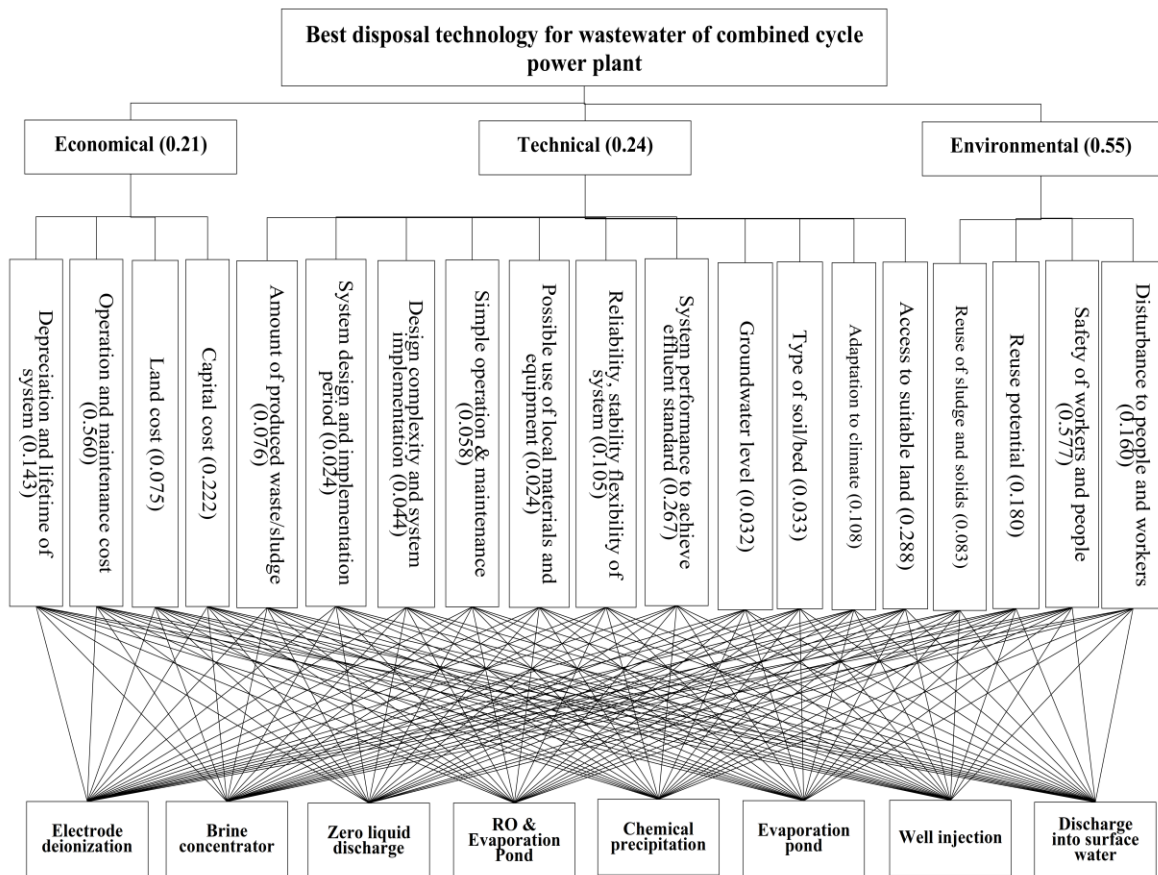 Best disposal technology for wastewater of combined cycle
power plant
Economical (0.21)
Technical (0.24)
Environmental (0.55)
Depreciation and lifetime of
system (0.143)
Operation and maintenance cost
(0.560)
Land cost (0.075)
Capital cost (0.222)
Amount of produced waste/sludge
(0.076)
System design and implementation
period (0.024)
Design complexity and system
implementation (0.044)
Simple operation & maintenance
(0.058)
Possible use of local materials and
equipment (0.024)
Reliability, stability flexibility of
system (0.105)
System performance to achieve
effluent standard (0.267)
Groundwater level (0.032)
Type of soil/bed (0.033)
Adaptation to climate (0.108)
Access to suitable land (0.288)
Reuse of sludge and solids (0.083)
Reuse potential (0.180)
Safety of workers and people
(0.577)
Disturbance to people and workers
(0.160)
Electrode
deionization
Brine
concentrator
Zero liquid
discharge
RO &
Evaporation
Pond
Chemical
precipitation
Evaporation
pond
Well injection
Discharge
into surface
water